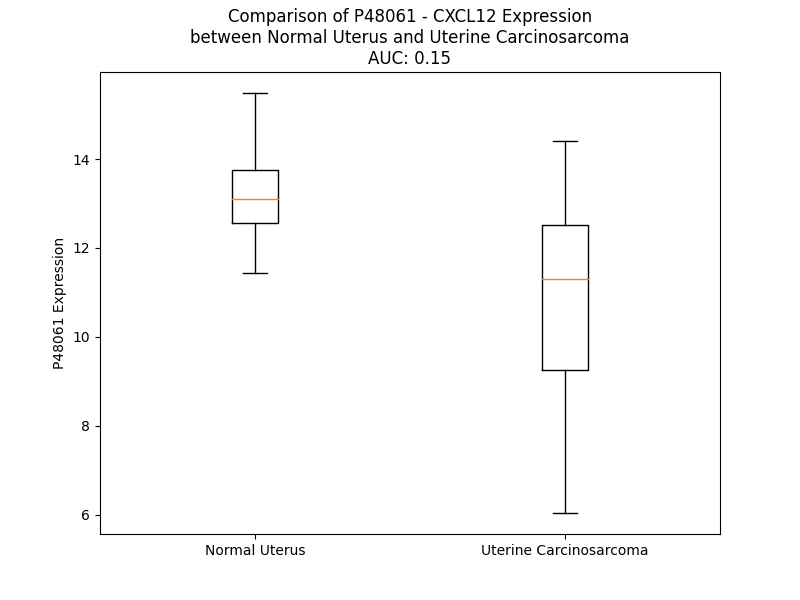 Comparison of P48061 - CXCL12 Expression
between Normal Uterus and Uterine Carcinosarcoma
AUC: 0.15
14
12
10
8
6
P48061 Expression
Normal Uterus
Uterine Carcinosarcoma